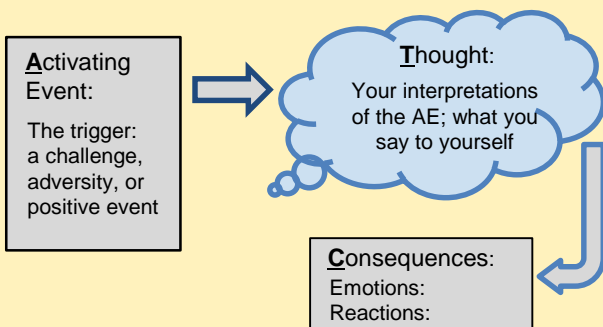 Activating
Event:
The trigger:
a challenge,
adversity, or
positive event
Thought:
Your interpretations
of the AE; what you
say to yourself
Consequences:
Emotions:
Reactions: